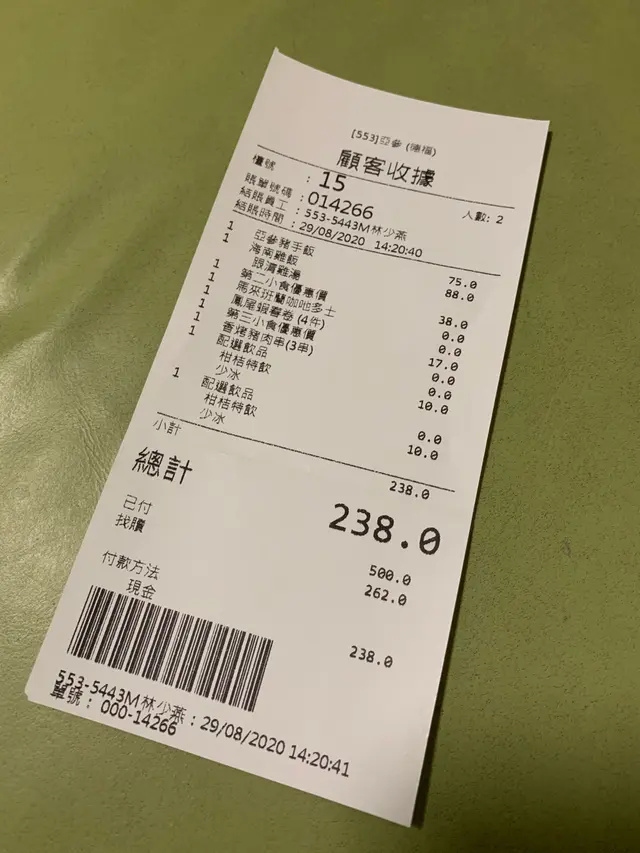 [553]亞參 (德福)
顧客收據
檯號 : 15 人數: 2
賬單號碼 : 014266
結賬員工 : 553-5443M林少燕
結賬時間 : 29/08/2020 14:20:40
1 亞參豬手飯 75.0
1 海南雞飯 88.0
跟湯雞湯
1 第二小食優惠價 38.0
1 馬來班蘭咖吔多士 0.0
1 鳳尾蝦春卷 (4件) 0.0
1 第三小食優惠價 17.0
1 香烤豬肉串(3串) 0.0
1 配選飲品 0.0
柑桔特飲 10.0
少冰
1 配選飲品 0.0
柑桔特飲 10.0
少冰
小計 238.0
總計 238.0
已付 500.0
找贖 262.0
付款方法
現金 238.0
553-5443M林少燕 : 29/08/2020 14:20:41
單號 : 000-14266